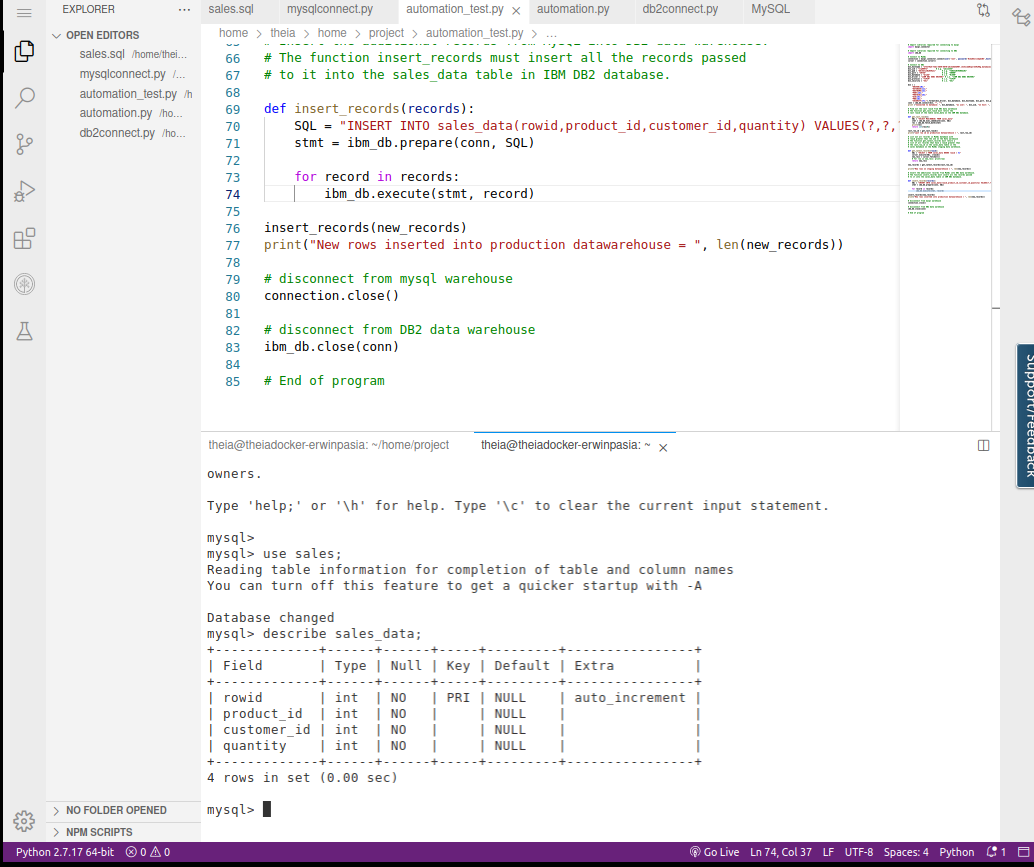 EXPLORER ···
sales.sql mysqlconnect.py automation_test.py × automation.py db2connect.py MySQL
OPEN EDITORS
sales.sql /home/thei...
mysqlconnect.py /...
automation_test.py /h
automation.py /ho...
db2connect.py /ho...
home > theia > home > project > automation_test.py > ...
66 # The function insert_records must insert all the records passed
67 # to it into the sales_data table in IBM DB2 database.
68
69 def insert_records(records):
70 SQL = "INSERT INTO sales_data(rowid,product_id,customer_id,quantity) VALUES(?,?,
71 stmt = ibm_db.prepare(conn, SQL)
72
73 for record in records:
74 ibm_db.execute(stmt, record)
75
76 insert_records(new_records)
77 print("New rows inserted into production datawarehouse = ", len(new_records))
78
79 # disconnect from mysql warehouse
80 connection.close()
81
82 # disconnect from DB2 data warehouse
83 ibm_db.close(conn)
84
85 # End of program
Support/Feedback
theia@theiadocker-erwinpasia: ~/home/project theia@theiadocker-erwinpasia: ~ ×
owners.
Type 'help;' or '\h' for help. Type '\c' to clear the current input statement.
mysql>
mysql> use sales;
Reading table information for completion of table and column names
You can turn off this feature to get a quicker startup with -A
Database changed
mysql> describe sales_data;
+-------------+------+------+-----+---------+----------------+
| Field       | Type | Null | Key | Default | Extra          |
+-------------+------+------+-----+---------+----------------+
| rowid       | int  | NO   | PRI | NULL    | auto_increment |
| product_id  | int  | NO   |     | NULL    |                |
| customer_id | int  | NO   |     | NULL    |                |
| quantity    | int  | NO   |     | NULL    |                |
+-------------+------+------+-----+---------+----------------+
4 rows in set (0.00 sec)
mysql>
NO FOLDER OPENED
NPM SCRIPTS
Python 2.7.17 64-bit 0 0 Go Live Ln 74, Col 37 LF UTF-8 Spaces: 4 Python 1